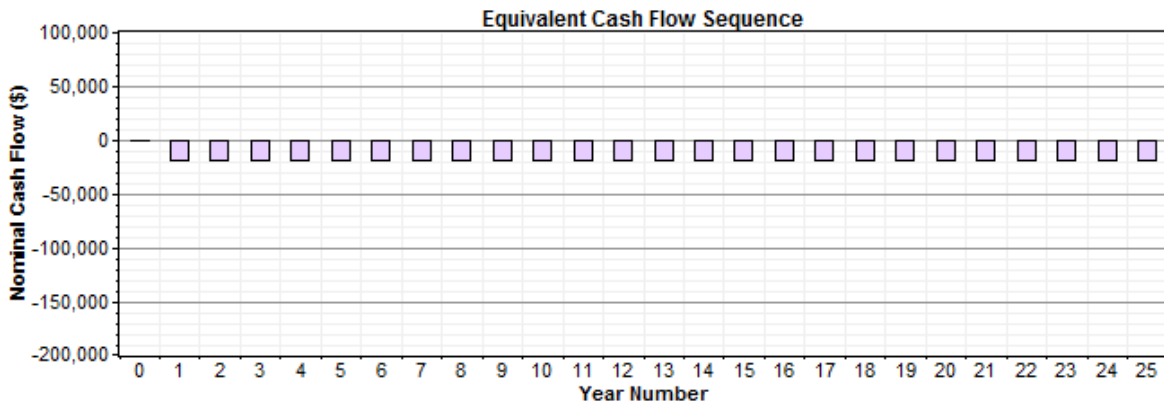 Equivalent Cash Flow Sequence
Nominal Cash Flow ($)
100,000
50,000
0
-50,000
-100,000
-150,000
-200,000
0 1 2 3 4 5 6 7 8 9 10 11 12 13 14 15 16 17 18 19 20 21 22 23 24 25
Year Number